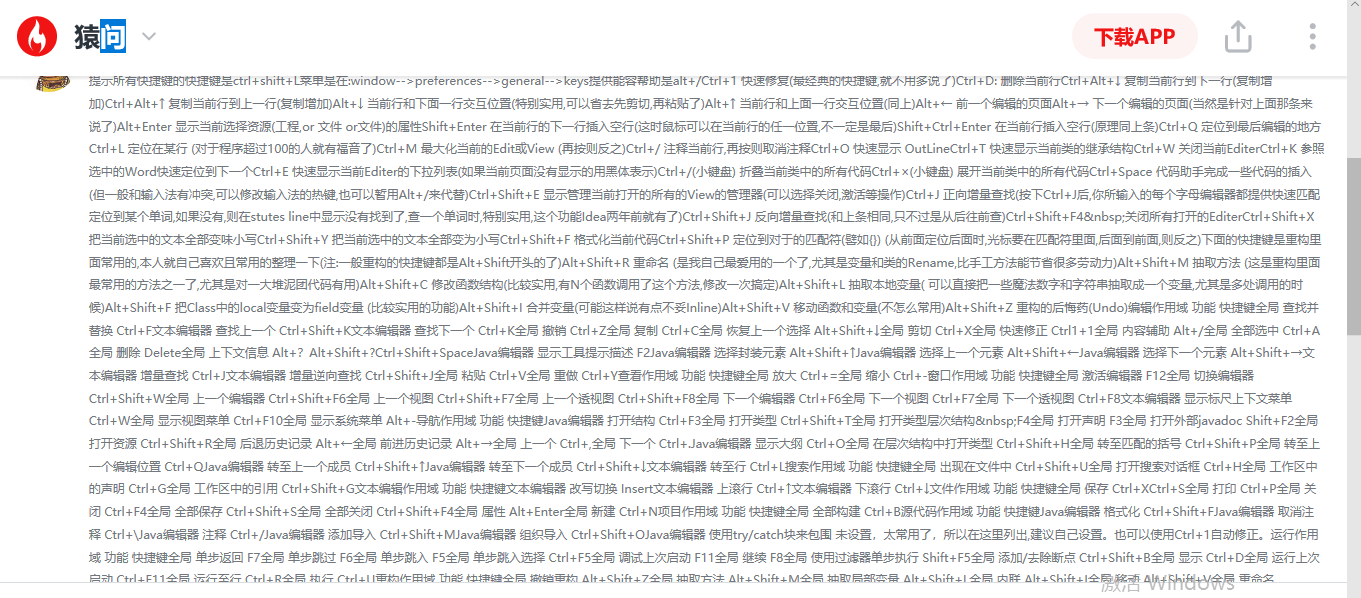 猿问
下载APP
提示所有快捷键的快捷键是ctrl+shift+L菜单是在:window-->preferences-->general-->keys提供能容帮助是alt+/Ctrl+1 快速修复(最经典的快捷键,就不用多说了)Ctrl+D: 删除当前行Ctrl+Alt+↓ 复制当前行到下一行(复制增
加)Ctrl+Alt+↑ 复制当前行到上一行(复制增加)Alt+↓ 当前行和下面一行交互位置(特别实用,可以省去先剪切,再粘贴了)Alt+↑ 当前行和上面一行交互位置(同上)Alt+← 前一个编辑的页面Alt+→ 下一个编辑的页面(当然是针对上面那条来
说了)Alt+Enter 显示当前选择资源(工程,or 文件 or文件)的属性Shift+Enter 在当前行的下一行插入空行(这时鼠标可以在当前行的任一位置,不一定是最后)Shift+Ctrl+Enter 在当前行插入空行(原理同上条)Ctrl+Q 定位到最后编辑的地方
Ctrl+L 定位在某行 (对于程序超过100的人就有福音了)Ctrl+M 最大化当前的Edit或View (再按则反之)Ctrl+/ 注释当前行,再按则取消注释Ctrl+O 快速显示 OutLineCtrl+T 快速显示当前类的继承结构Ctrl+W 关闭当前EditerCtrl+K 参照
选中的Word快速定位到下一个Ctrl+E 快速显示当前Editer的下拉列表(如果当前页面没有显示的用黑体表示)Ctrl+/(小键盘) 折叠当前类中的所有代码Ctrl+×(小键盘) 展开当前类中的所有代码Ctrl+Space 代码助手完成一些代码的插入
(但一般和输入法有冲突,可以修改输入法的热键,也可以暂用Alt+/来代替)Ctrl+Shift+E 显示管理当前打开的所有的View的管理器(可以选择关闭,激活等操作)Ctrl+J 正向增量查找(按下Ctrl+J后,你所输入的每个字母编辑器都提供快速匹配
定位到某个单词,如果没有,则在stutes line中显示没有找到了,查一个单词时,特别实用,这个功能Idea两年前就有了)Ctrl+Shift+J 反向增量查找(和上条相同,只不过是从后往前查)Ctrl+Shift+F4&nbsp;关闭所有打开的EditerCtrl+Shift+X
把当前选中的文本全部变味小写Ctrl+Shift+Y 把当前选中的文本全部变为小写Ctrl+Shift+F 格式化当前代码Ctrl+Shift+P 定位到对于的匹配符(譬如{}) (从前面定位后面时,光标要在匹配符里面,后面到前面,则反之)下面的快捷键是重构里
面常用的,本人就自己喜欢且常用的整理一下(注:一般重构的快捷键都是Alt+Shift开头的了)Alt+Shift+R 重命名 (是我自己最爱用的一个了,尤其是变量和类的Rename,比手工方法能节省很多劳动力)Alt+Shift+M 抽取方法 (这是重构里面
最常用的方法之一了,尤其是对一大堆泥团代码有用)Alt+Shift+C 修改函数结构(比较实用,有N个函数调用了这个方法,修改一次搞定)Alt+Shift+L 抽取本地变量( 可以直接把一些魔法数字和字符串抽取成一个变量,尤其是多处调用的时
候)Alt+Shift+F 把Class中的local变量变为field变量 (比较实用的功能)Alt+Shift+I 合并变量(可能这样说有点不妥Inline)Alt+Shift+V 移动函数和变量(不怎么常用)Alt+Shift+Z 重构的后悔药(Undo)编辑作用域 功能 快捷键全局 查找并
替换 Ctrl+F文本编辑器 查找上一个 Ctrl+Shift+K文本编辑器 查找下一个 Ctrl+K全局 撤销 Ctrl+Z全局 复制 Ctrl+C全局 恢复上一个选择 Alt+Shift+↓全局 剪切 Ctrl+X全局 快速修正 Ctrl1+1全局 内容辅助 Alt+/全局 全部选中 Ctrl+A
全局 删除 Delete全局 上下文信息 Alt+？Alt+Shift+?Ctrl+Shift+SpaceJava编辑器 显示工具提示描述 F2Java编辑器 选择封装元素 Alt+Shift+↑Java编辑器 选择上一个元素 Alt+Shift+←Java编辑器 选择下一个元素 Alt+Shift+→文
本编辑器 增量查找 Ctrl+J文本编辑器 增量逆向查找 Ctrl+Shift+J全局 粘贴 Ctrl+V全局 重做 Ctrl+Y查看作用域 功能 快捷键全局 放大 Ctrl+=全局 缩小 Ctrl+-窗口作用域 功能 快捷键全局 激活编辑器 F12全局 切换编辑器
Ctrl+Shift+W全局 上一个编辑器 Ctrl+Shift+F6全局 上一个视图 Ctrl+Shift+F7全局 上一个透视图 Ctrl+Shift+F8全局 下一个编辑器 Ctrl+F6全局 下一个视图 Ctrl+F7全局 下一个透视图 Ctrl+F8文本编辑器 显示标尺上下文菜单
Ctrl+W全局 显示视图菜单 Ctrl+F10全局 显示系统菜单 Alt+-导航作用域 功能 快捷键Java编辑器 打开结构 Ctrl+F3全局 打开类型 Ctrl+Shift+T全局 打开类型层次结构&nbsp;F4全局 打开声明 F3全局 打开外部javadoc Shift+F2全局
打开资源 Ctrl+Shift+R全局 后退历史记录 Alt+←全局 前进历史记录 Alt+→全局 上一个 Ctrl+,全局 下一个 Ctrl+.Java编辑器 显示大纲 Ctrl+O全局 在层次结构中打开类型 Ctrl+Shift+H全局 转至匹配的括号 Ctrl+Shift+P全局 转至上
一个编辑位置 Ctrl+QJava编辑器 转至上一个成员 Ctrl+Shift+↑Java编辑器 转至下一个成员 Ctrl+Shift+↓文本编辑器 转至行 Ctrl+L搜索作用域 功能 快捷键全局 出现在文件中 Ctrl+Shift+U全局 打开搜索对话框 Ctrl+H全局 工作区中
的声明 Ctrl+G全局 工作区中的引用 Ctrl+Shift+G文本编辑作用域 功能 快捷键文本编辑器 改写切换 Insert文本编辑器 上滚行 Ctrl+↑文本编辑器 下滚行 Ctrl+↓文件作用域 功能 快捷键全局 保存 Ctrl+XCtrl+S全局 打印 Ctrl+P全局 关
闭 Ctrl+F4全局 全部保存 Ctrl+Shift+S全局 全部关闭 Ctrl+Shift+F4全局 属性 Alt+Enter全局 新建 Ctrl+N项目作用域 功能 快捷键全局 全部构建 Ctrl+B源代码作用域 功能 快捷键Java编辑器 格式化 Ctrl+Shift+FJava编辑器 取消注
释 Ctrl+\Java编辑器 注释 Ctrl+/Java编辑器 添加导入 Ctrl+Shift+MJava编辑器 组织导入 Ctrl+Shift+OJava编辑器 使用try/catch块来包围 未设置，太常用了，所以在这里列出,建议自己设置。也可以使用Ctrl+1自动修正。运行作用
域 功能 快捷键全局 单步返回 F7全局 单步跳过 F6全局 单步跳入 F5全局 单步跳入选择 Ctrl+F5全局 调试上次启动 F11全局 继续 F8全局 使用过滤器单步执行 Shift+F5全局 添加/去除断点 Ctrl+Shift+B全局 显示 Ctrl+D全局 运行上次
启动 Ctrl+F11全局 运行至行 Ctrl+R全局 执行 Ctrl+U重构作用域 功能 快捷键全局 撤销重构 Alt+Shift+Z全局 抽取方法 Alt+Shift+M全局 抽取局部变量 Alt+Shift+L全局 内联 Alt+Shift+I全局 移动 Alt+Shift+V全局 重命名
激活 Windows